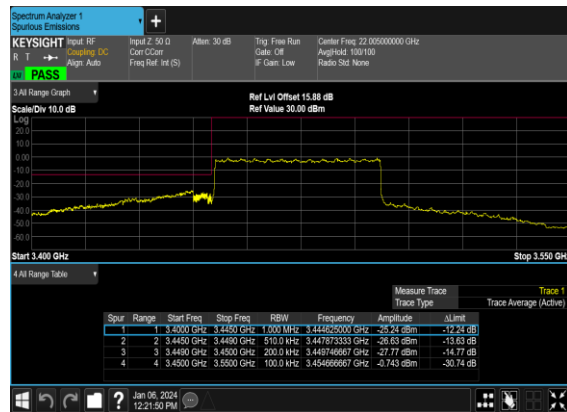 Spectrum Analyzer 1
Spurious Emissions
KEYSIGHT Input: RF Input Z: 50 Ω Atten: 30 dB Trig: Free Run Center Freq: 22.005000000 GHz
R T Coupling: DC Corr CCorr Gate: Off Avg|Hold: 100/100
Align: Auto Freq Ref: Int (S) IF Gain: Low Radio Std: None
LW PASS
3 All Range Graph
Ref Lvl Offset 15.88 dB
Scale/Div 10.0 dB Ref Value 30.00 dBm
Log
20.0
10.0
0.00
-10.0
-20.0
-30.0
-40.0
-50.0
-60.0
Start 3.400 GHz Stop 3.550 GH
4 All Range Table
Measure Trace Trace 1
Trace Type Trace Average (Active)
Spur Range Start Freq Stop Freq RBW Frequency Amplitude ΔLimit
1 1 3.4000 GHz 3.4450 GHz 1.000 MHz 3.444625000 GHz -25.24 dBm -12.24 dB
2 2 3.4450 GHz 3.4490 GHz 510.0 kHz 3.447873333 GHz -26.63 dBm -13.63 dB
3 3 3.4490 GHz 3.4500 GHz 200.0 kHz 3.449746667 GHz -27.77 dBm -14.77 dB
4 4 3.4500 GHz 3.5500 GHz 100.0 kHz 3.454666667 GHz -0.743 dBm -30.74 dB
? Jan 06, 2024
12:21:50 PM